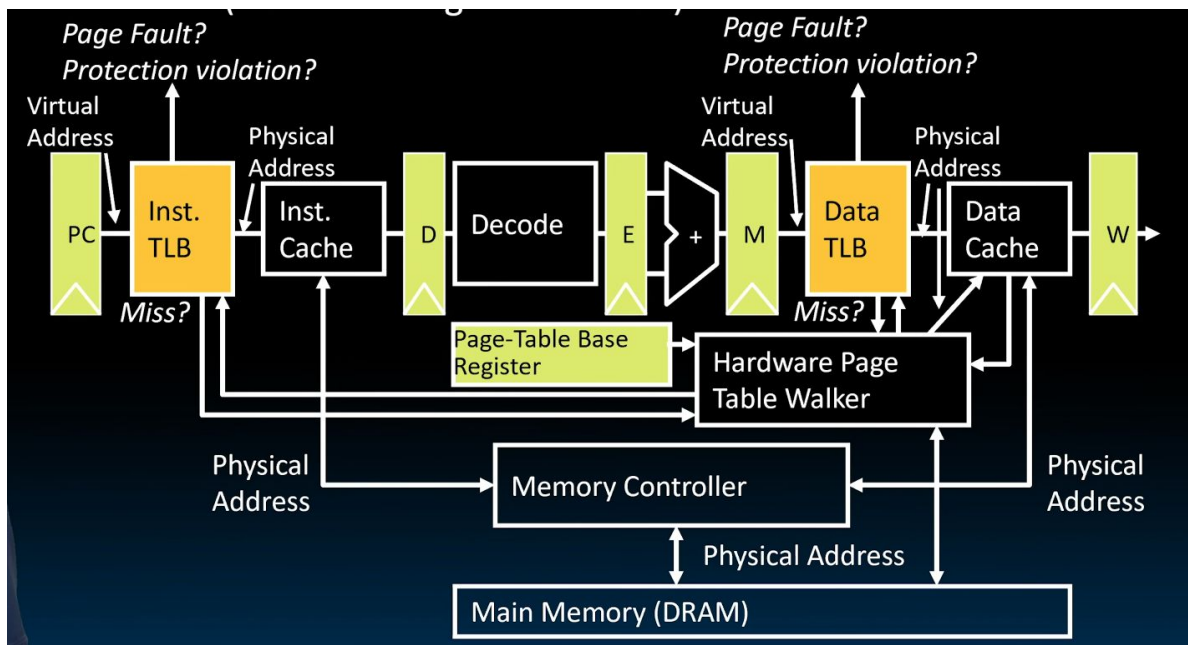 Page Fault?
Protection violation?
Page Fault?
Protection violation?
Virtual
Address
Physical
Address
Virtual
Address
Physical
Address
PC
Inst.
TLB
Inst.
Cache
D
Decode
E
+
M
Data
TLB
Data
Cache
W
Miss?
Miss?
Page-Table Base
Register
Hardware Page
Table Walker
Physical
Address
Memory Controller
Physical
Address
Physical Address
Main Memory (DRAM)